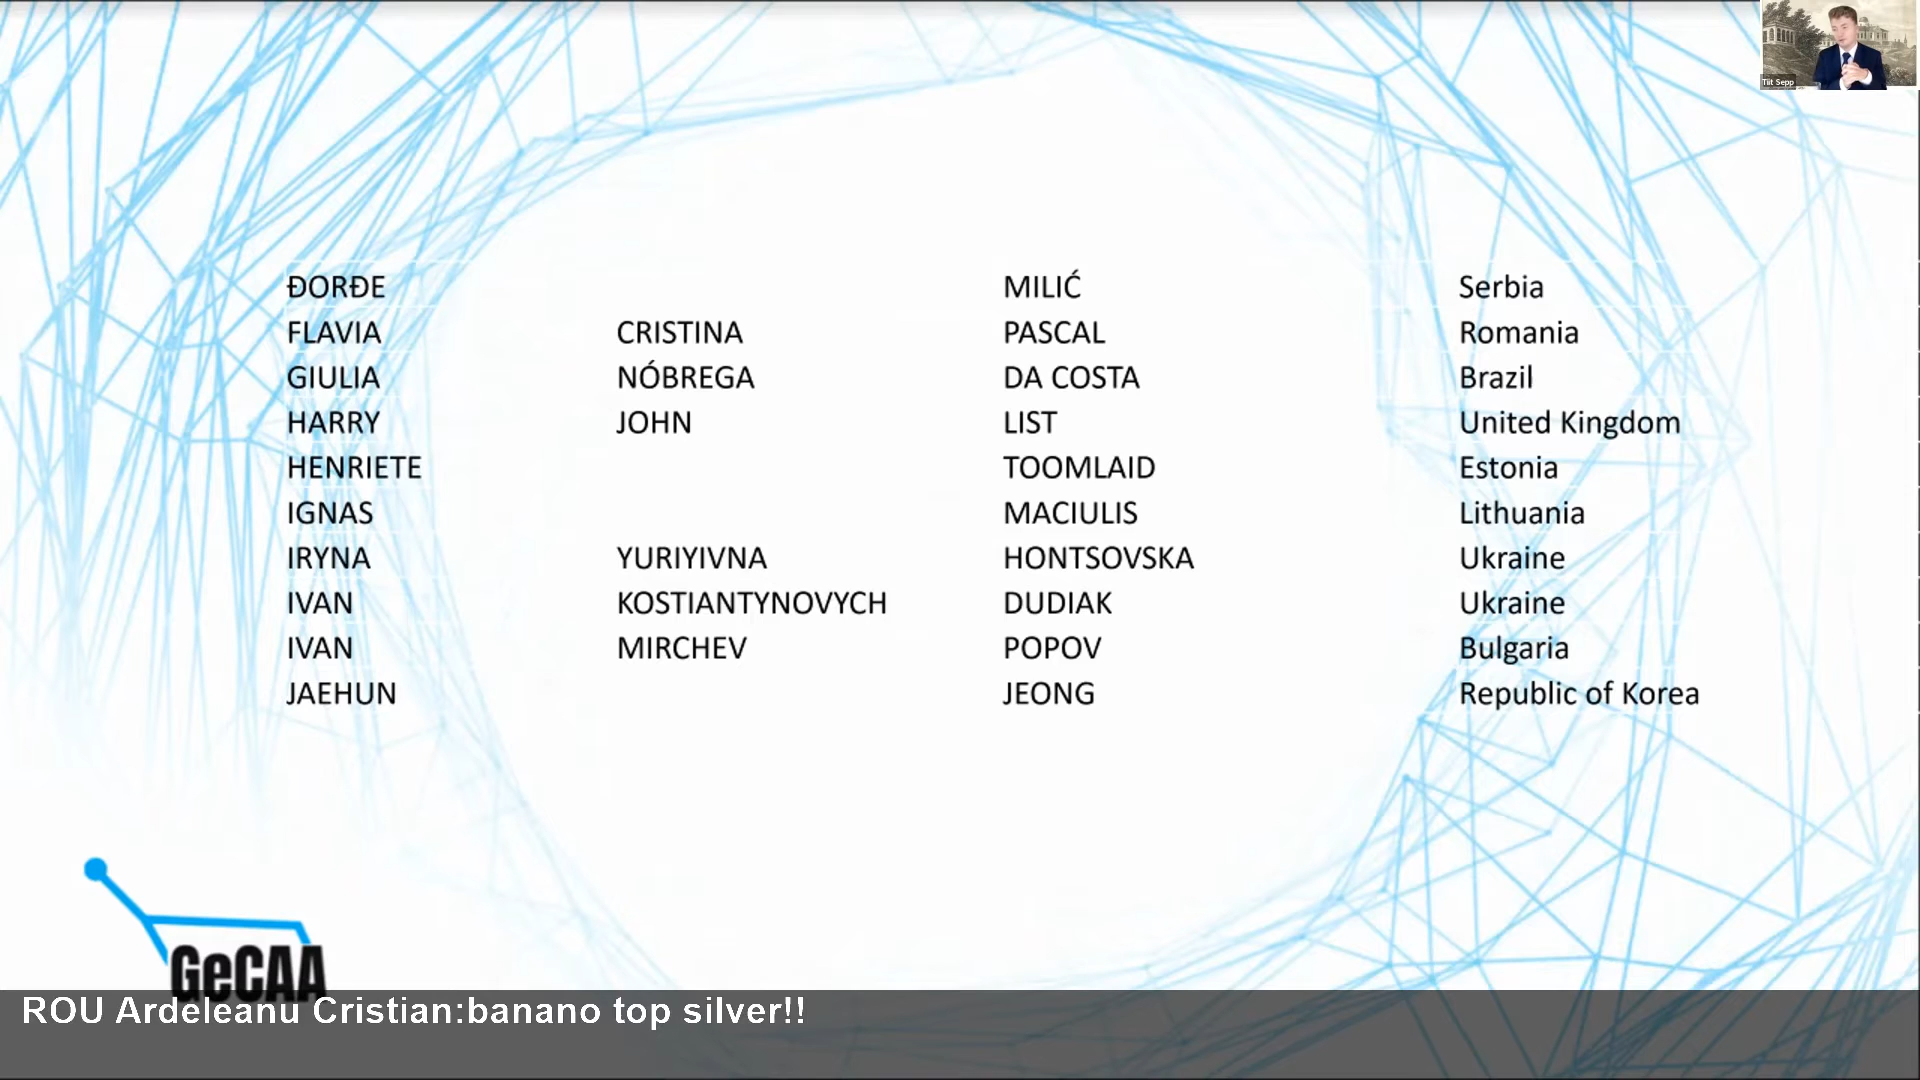 Tiit Sepp
ĐORĐE MILIĆ Serbia
FLAVIA CRISTINA PASCAL Romania
GIULIA NÓBREGA DA COSTA Brazil
HARRY JOHN LIST United Kingdom
HENRIETE TOOMLAID Estonia
IGNAS MACIULIS Lithuania
IRYNA YURIYIVNA HONTSOVSKA Ukraine
IVAN KOSTIANTYNOVYCH DUDIAK Ukraine
IVAN MIRCHEV POPOV Bulgaria
JAEHUN JEONG Republic of Korea
GeCAA
ROU Ardeleanu Cristian:banano top silver!!